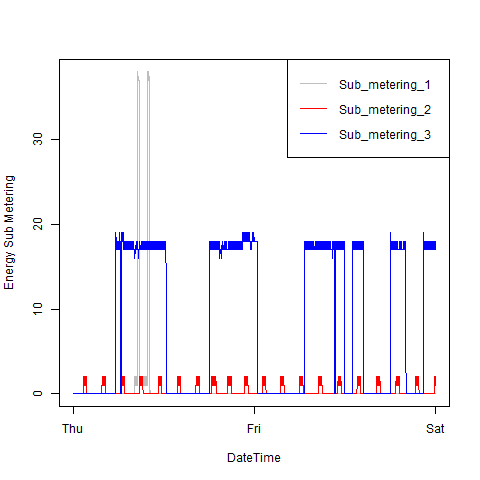 Sub_metering_1
Sub_metering_2
Sub_metering_3
Energy Sub Metering
30
20
10
0
Thu Fri Sat
DateTime